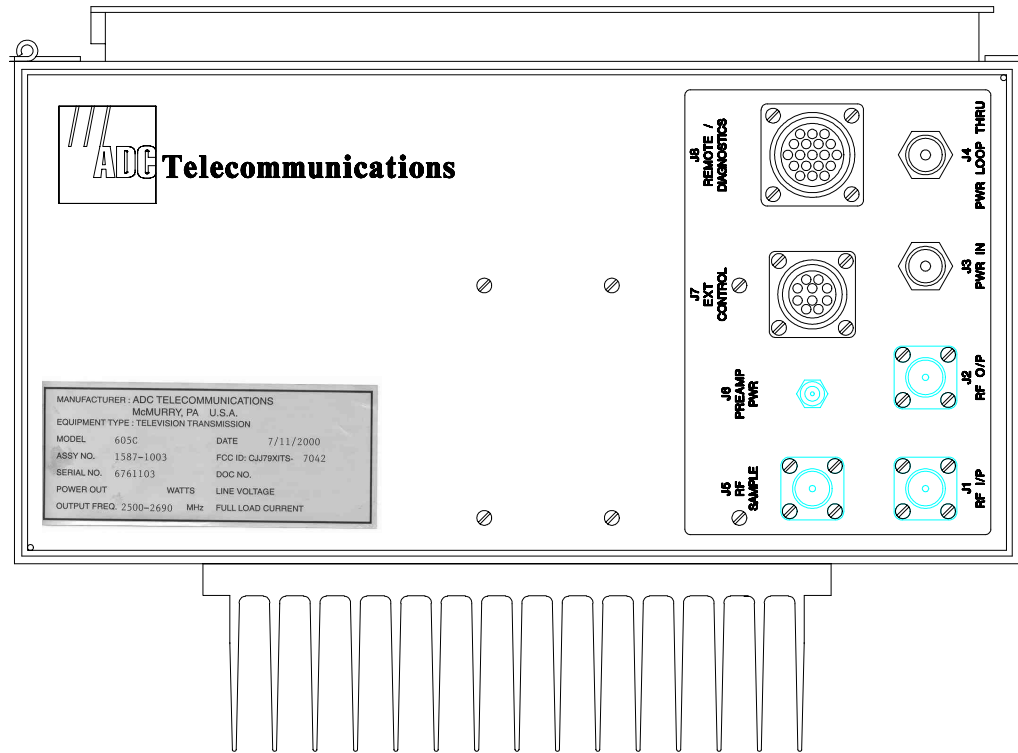 ADC Telecommunications
J8
REMOTE /
DIAGNOSTICS
J4
PWR LOOP THRU
J7
EXT
CONTROL
J3
PWR IN
J6
PREAMP
PWR
J2
RF O/P
J5
RF
SAMPLE
J1
RF I/P
MANUFACTURER : ADC TELECOMMUNICATIONS
McMURRY, PA U.S.A.
EQUIPMENT TYPE : TELEVISION TRANSMISSION
MODEL 605C DATE 7/11/2000
ASSY NO. 1587-1003 FCC ID: CJJ79XITS- 7042
SERIAL NO. 6761103 DOC NO.
POWER OUT WATTS LINE VOLTAGE
OUTPUT FREQ. 2500-2690 MHz FULL LOAD CURRENT